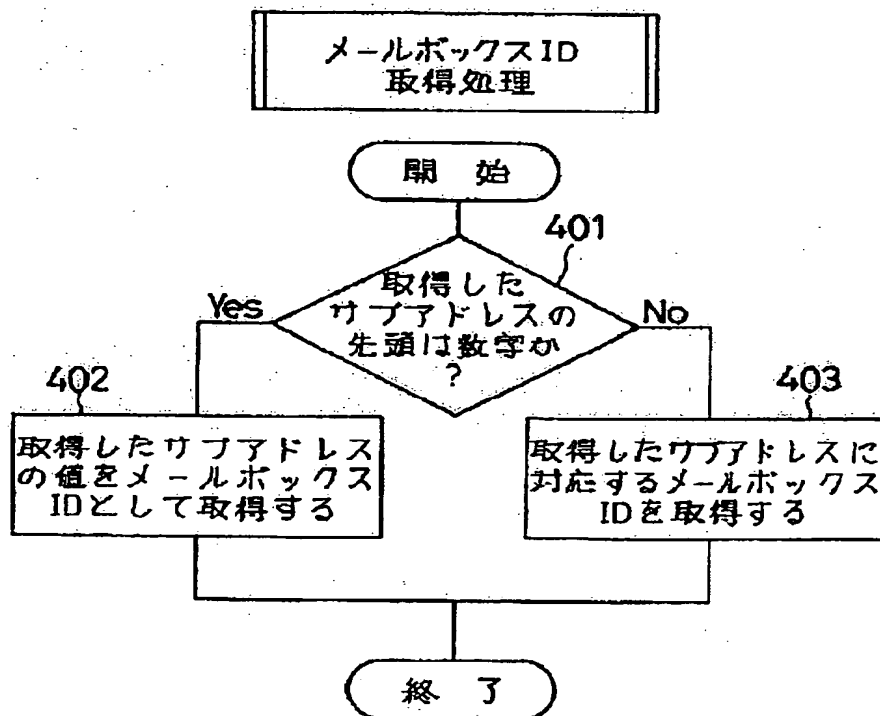 メールボックスID
取得処理
開 始
401
取得した
サブアドレスの
先頭は数字か
?
Yes
No
402
取得したサブアドレス
の値をメールボックス
IDとして取得する
403
取得したサブアドレスに
対応するメールボックス
IDを取得する
終 了